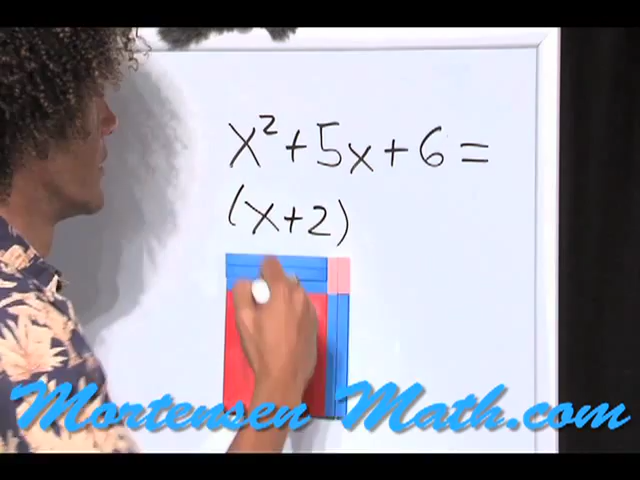 x² + 5x + 6 =
(x + 2)
Mortensen Math.com